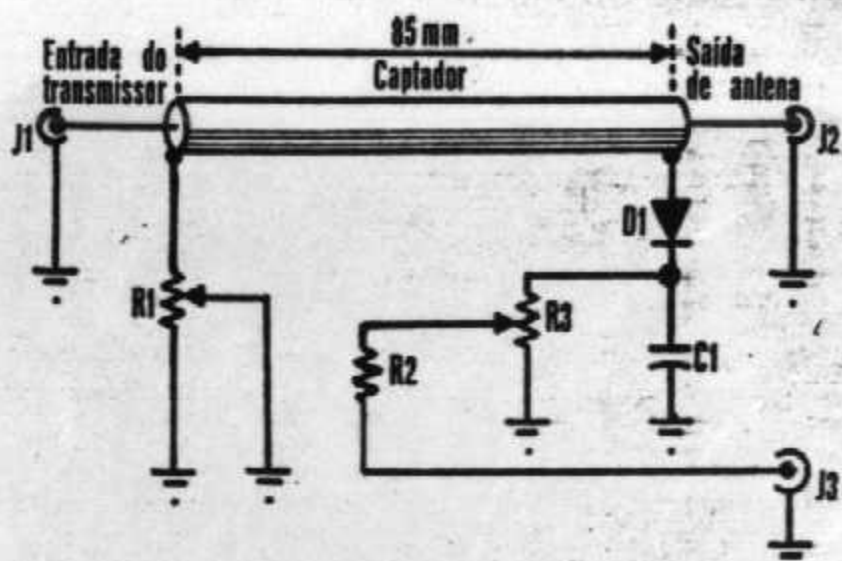 85 mm
Entrada do
transmissor
Captador
Saída
de antena
J1
J2
D1
R1
R3
R2
C1
J3